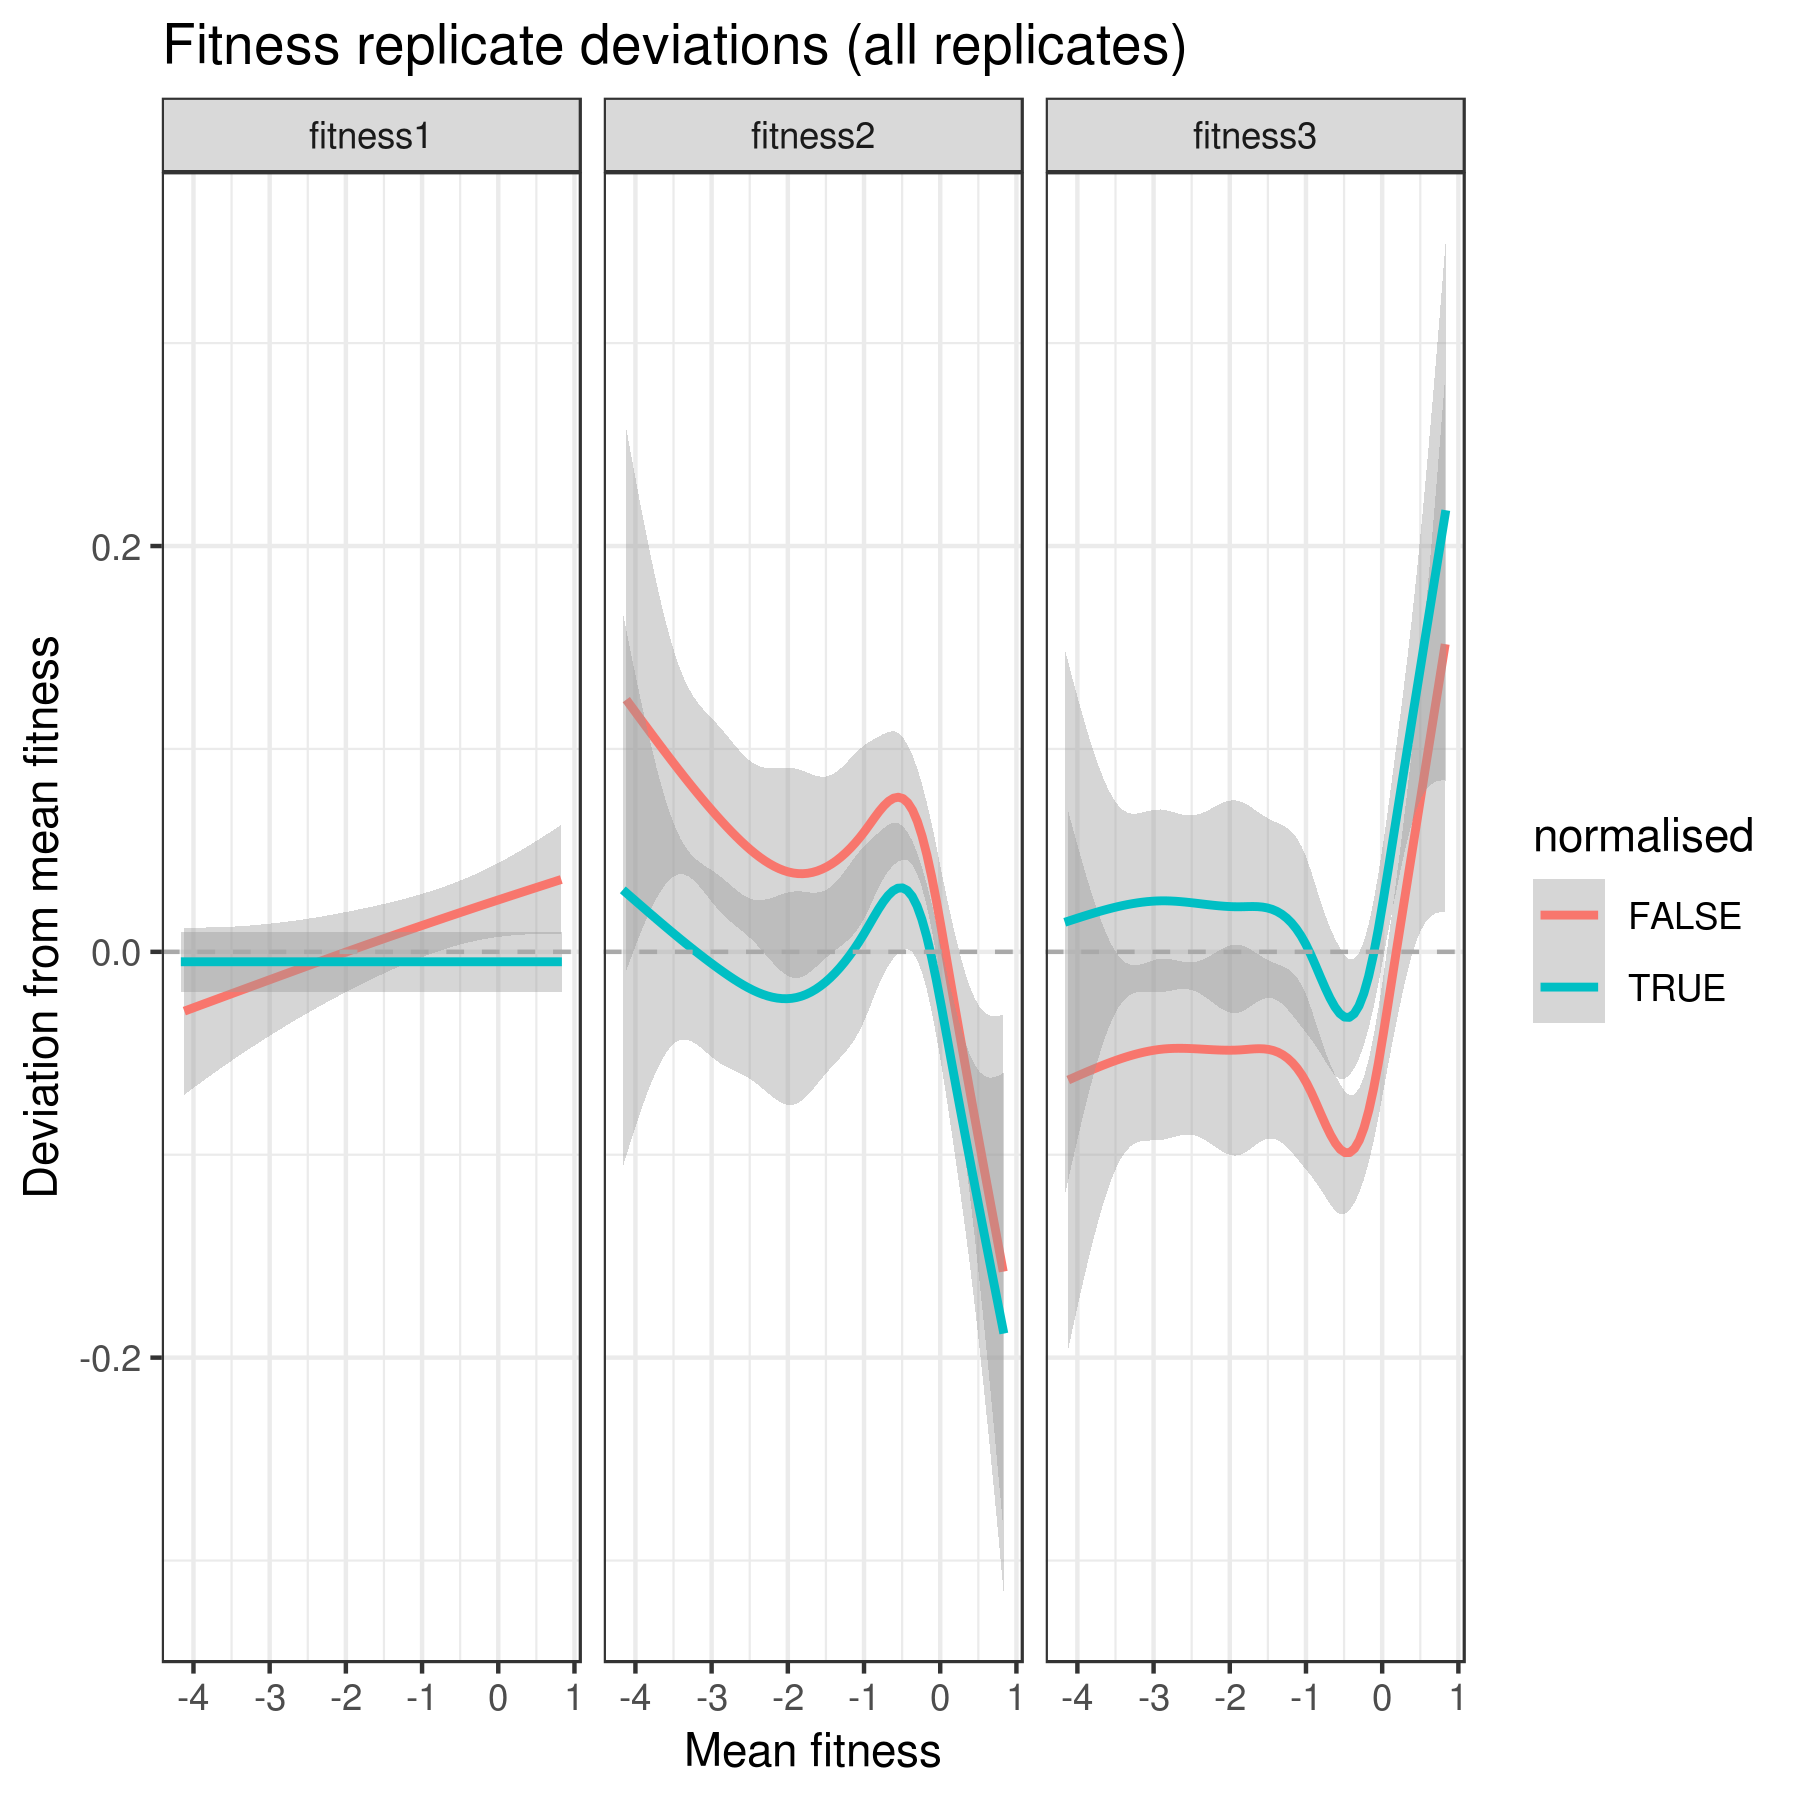 Fitness replicate deviations (all replicates)
fitness1 fitness2 fitness3
0.2
0.0
-0.2
Deviation from mean fitness
-4 -3 -2 -1 0 1 -4 -3 -2 -1 0 1 -4 -3 -2 -1 0 1
Mean fitness
normalised
FALSE
TRUE